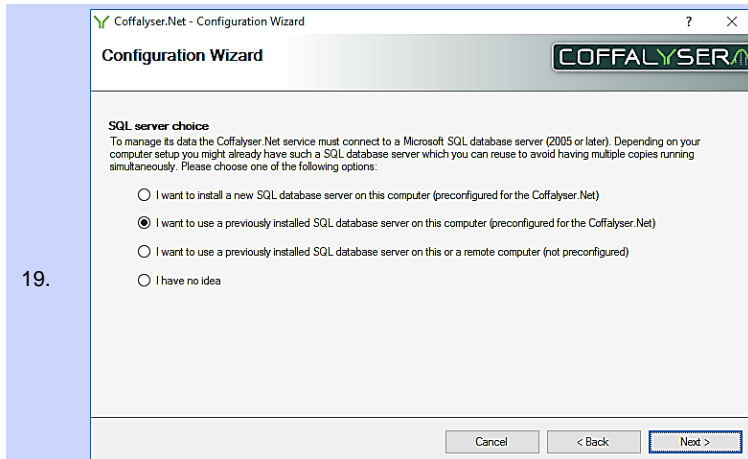 Coffalyser.Net - Configuration Wizard ? ×
Configuration Wizard
COFFALYSER
SQL server choice
To manage its data the Coffalyser.Net service must connect to a Microsoft SQL database server (2005 or later). Depending on your
computer setup you might already have such a SQL database server which you can reuse to avoid having multiple copies running
simultaneously. Please choose one of the following options:
I want to install a new SQL database server on this computer (preconfigured for the Coffalyser.Net)
I want to use a previously installed SQL database server on this computer (preconfigured for the Coffalyser.Net)
I want to use a previously installed SQL database server on this or a remote computer (not preconfigured)
19.
I have no idea
Cancel < Back Next >